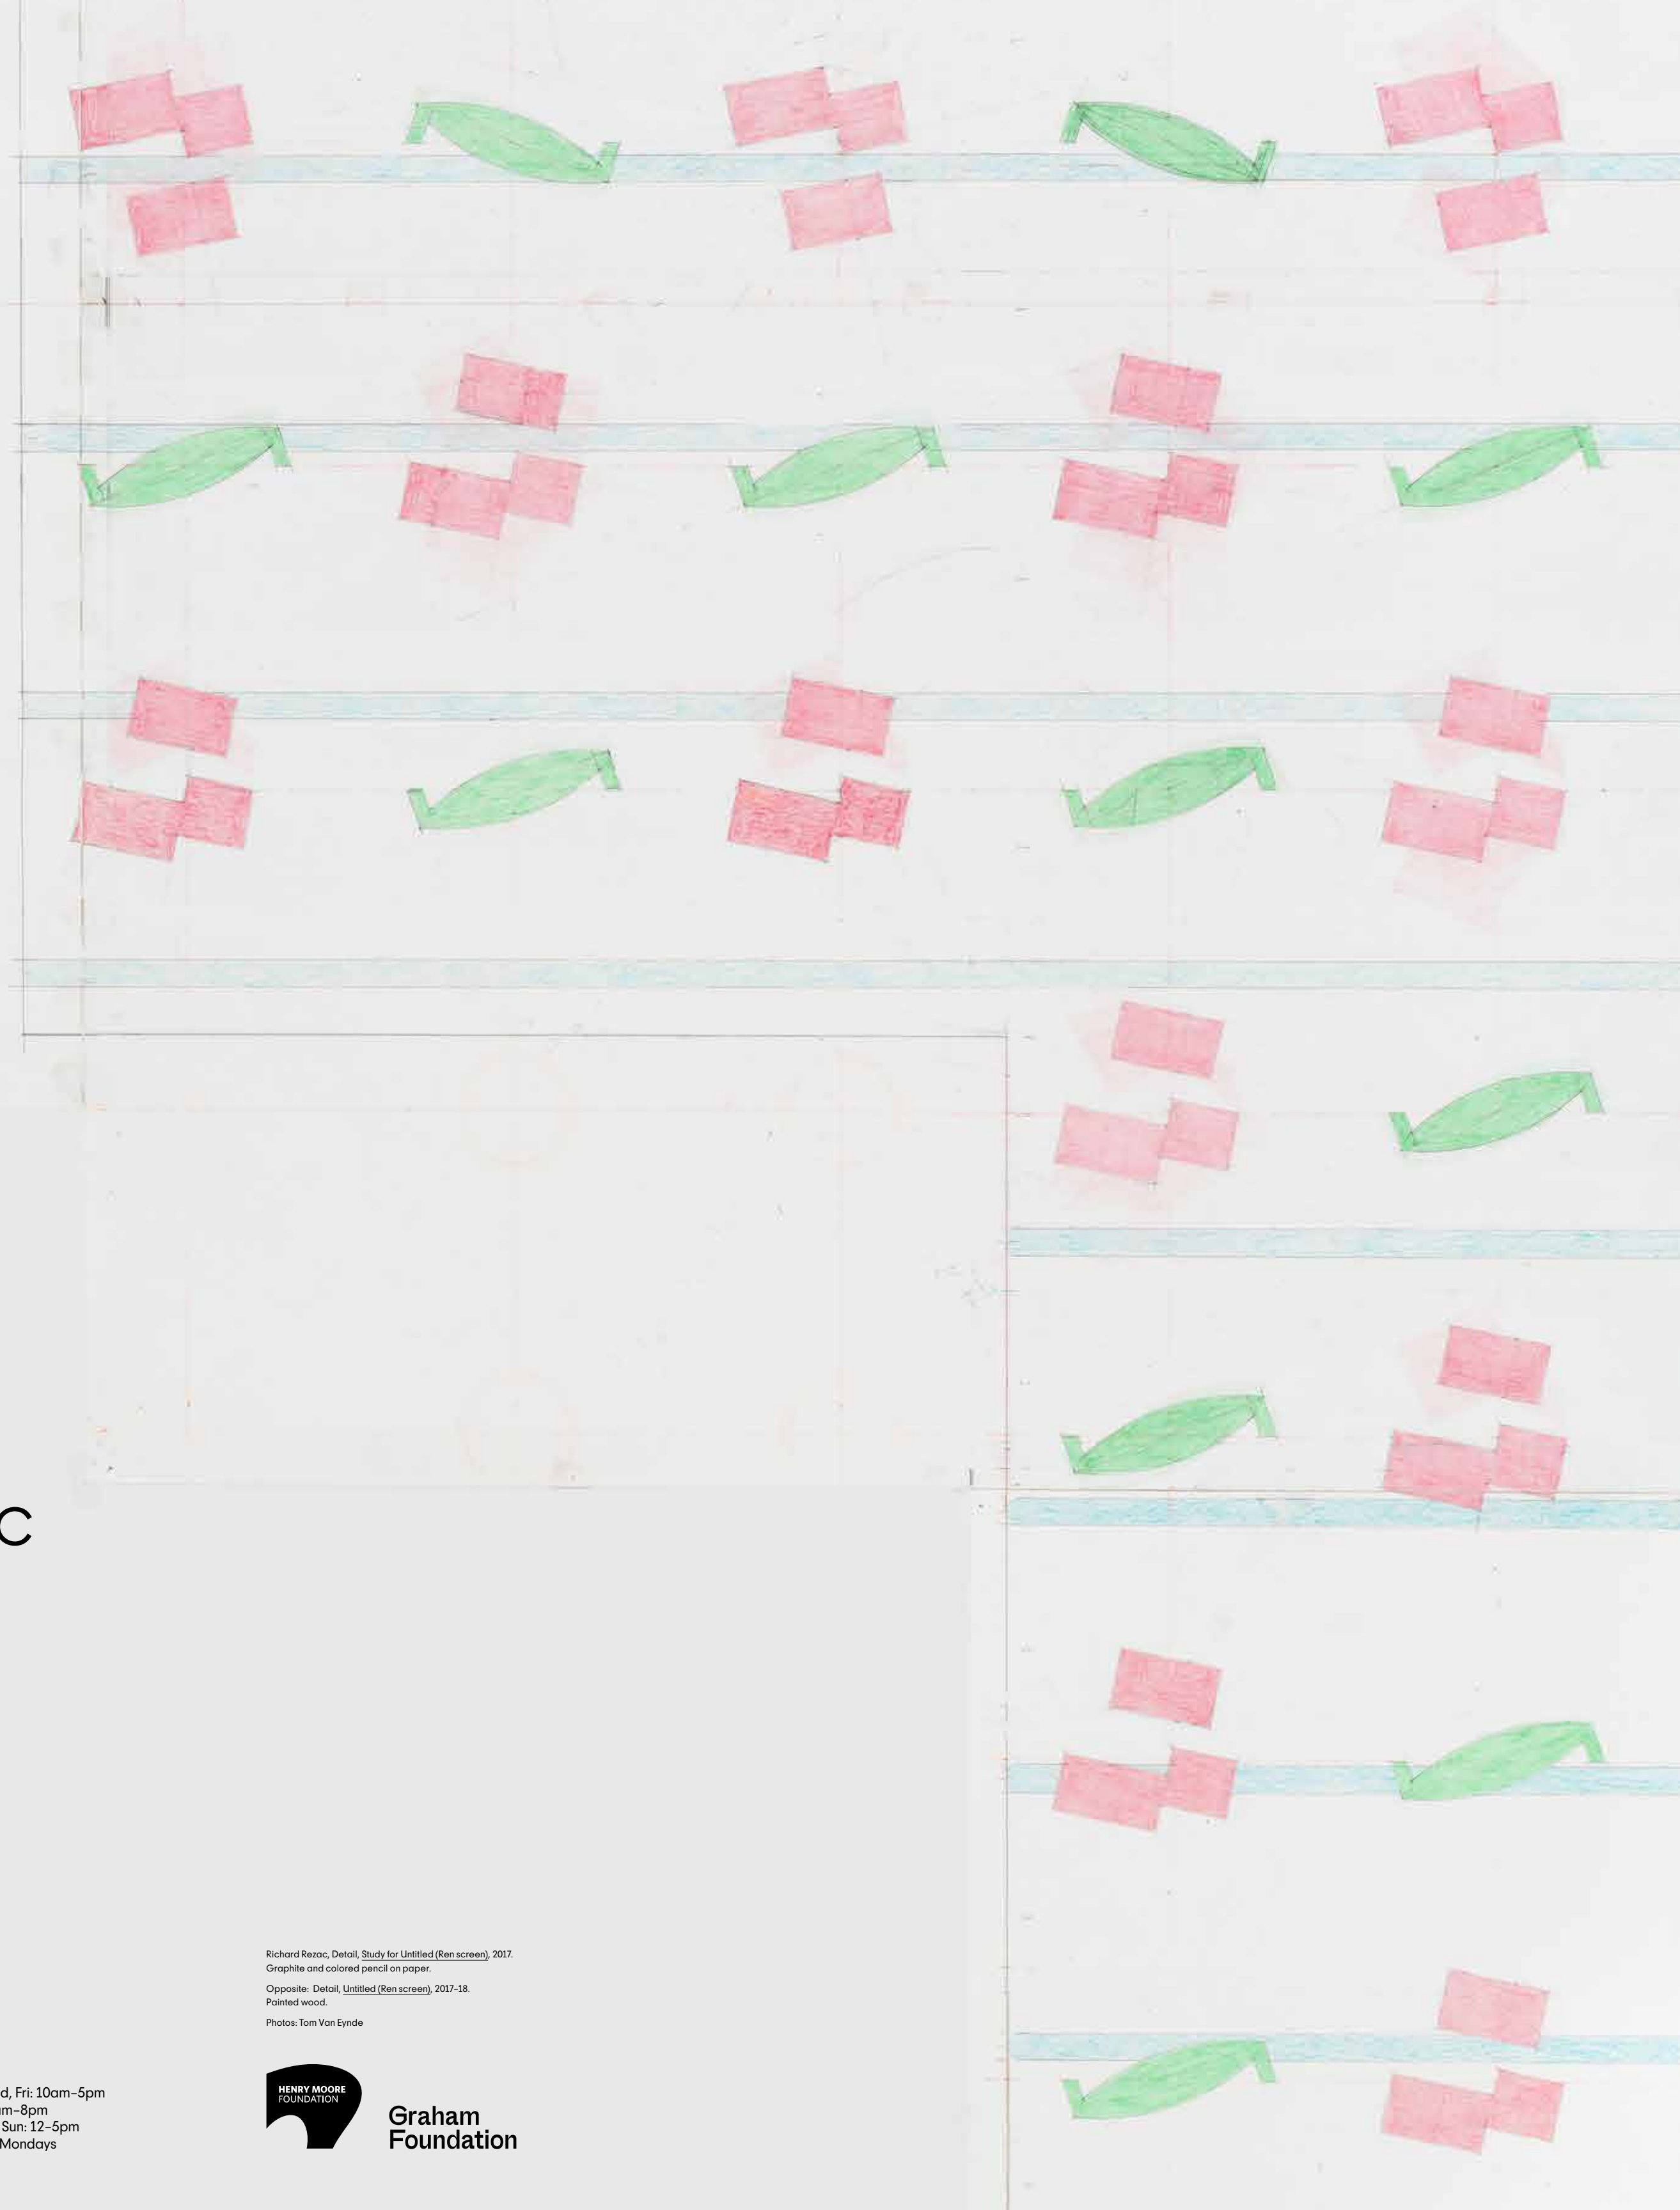 C
Richard Rezac, Detail, Study for Untitled (Ren screen), 2017.
Graphite and colored pencil on paper.
Opposite: Detail, Untitled (Ren screen), 2017–18.
Painted wood.
Photos: Tom Van Eynde
d, Fri: 10am–5pm
m–8pm
Sun: 12–5pm
Mondays
HENRY MOORE
FOUNDATION
Graham
Foundation